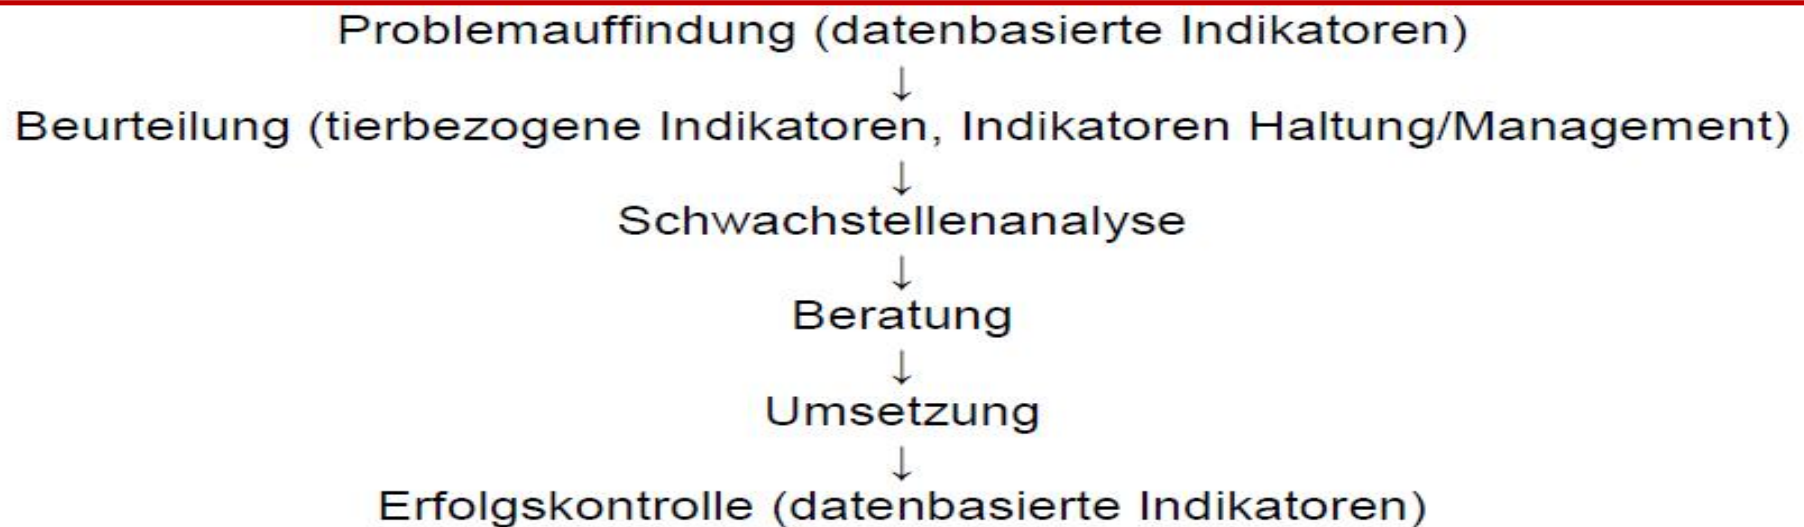 Problemauffindung (datenbasierte Indikatoren)
↓
Beurteilung (tierbezogene Indikatoren, Indikatoren Haltung/Management)
↓
Schwachstellenanalyse
↓
Beratung
↓
Umsetzung
↓
Erfolgskontrolle (datenbasierte Indikatoren)